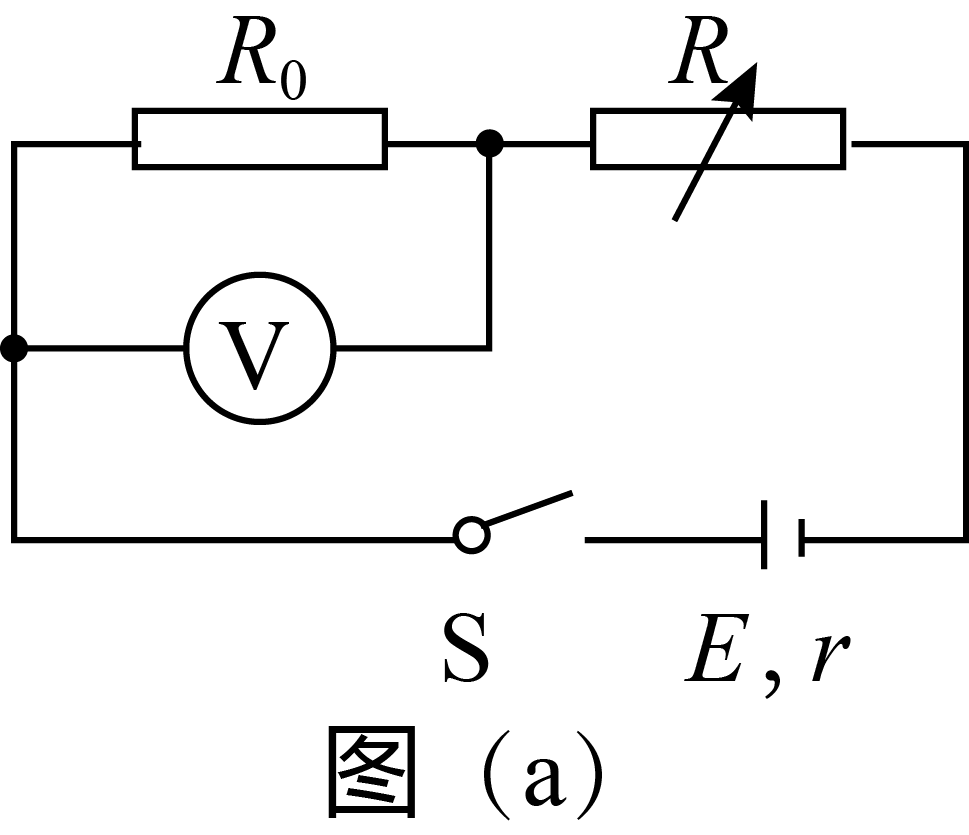 R₀ R
V
S E, r
图 (a)